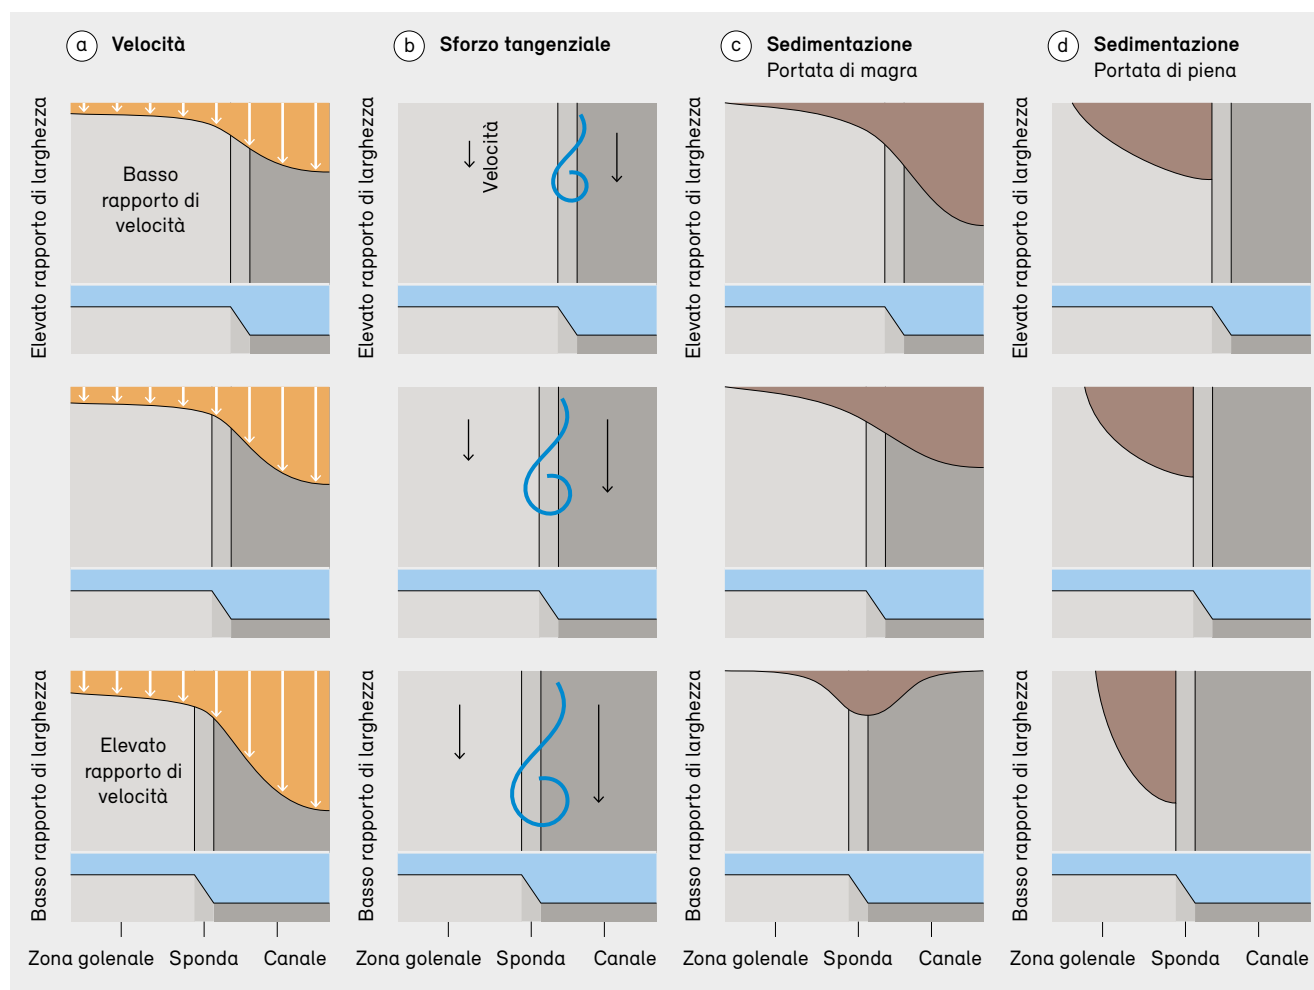 a Velocità
b Sforzo tangenziale
c Sedimentazione
Portata di magra
d Sedimentazione
Portata di piena
Elevato rapporto di larghezza
Basso
rapporto di
velocità
Elevato rapporto di larghezza
Velocità
Elevato rapporto di larghezza
Elevato rapporto di larghezza
Basso rapporto di larghezza
Elevato
rapporto di
velocità
Basso rapporto di larghezza
Basso rapporto di larghezza
Basso rapporto di larghezza
Zona golenale Sponda Canale
Zona golenale Sponda Canale
Zona golenale Sponda Canale
Zona golenale Sponda Canale